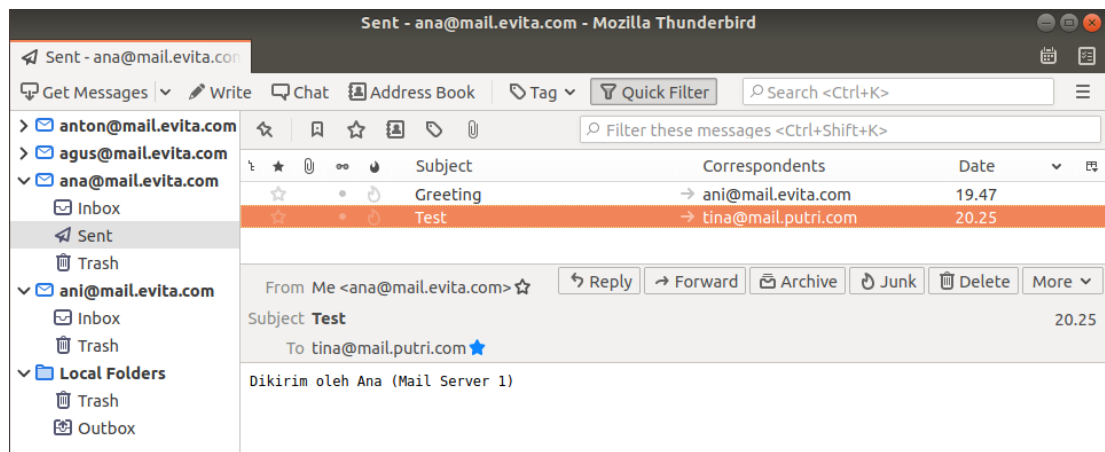 Sent - ana@mail.evita.com - Mozilla Thunderbird
Sent - ana@mail.evita.con
Get Messages Write Chat Address Book Tag Quick Filter Search <Ctrl+K>
anton@mail.evita.com
agus@mail.evita.com
ana@mail.evita.com
Inbox
Sent
Trash
ani@mail.evita.com
Inbox
Trash
Local Folders
Trash
Outbox
Filter these messages <Ctrl+Shift+K>
Subject Correspondents Date
Greeting ani@mail.evita.com 19.47
Test tina@mail.putri.com 20.25
From Me <ana@mail.evita.com> Reply Forward Archive Junk Delete More
Subject Test 20.25
To tina@mail.putri.com
Dikirim oleh Ana (Mail Server 1)